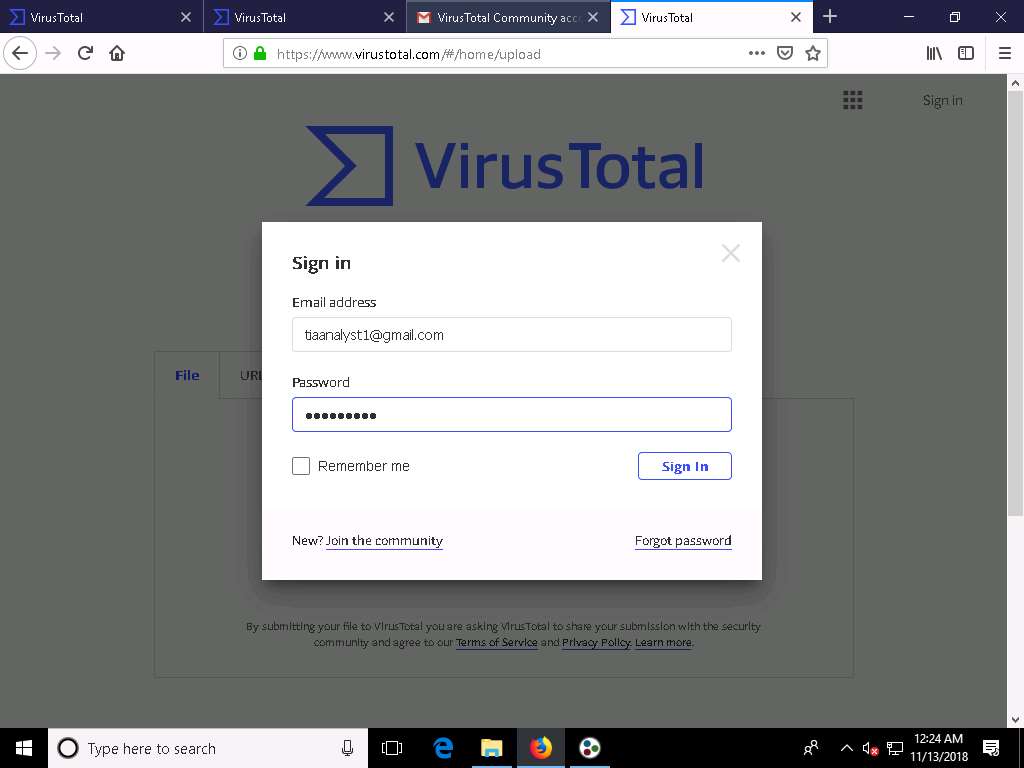 VirusTotal
VirusTotal
VirusTotal Community acc
VirusTotal
https://www.virustotal.com/#/home/upload
Sign in
VirusTotal
Sign in
Email address
tiaanalyst1@gmail.com
File
URL
Password
Remember me
Sign In
New? Join the community
Forgot password
By submitting your file to VirusTotal you are asking VirusTotal to share your submission with the security
community and agree to our Terms of Service and Privacy Policy. Learn more.
Type here to search
12:24 AM
11/13/2018